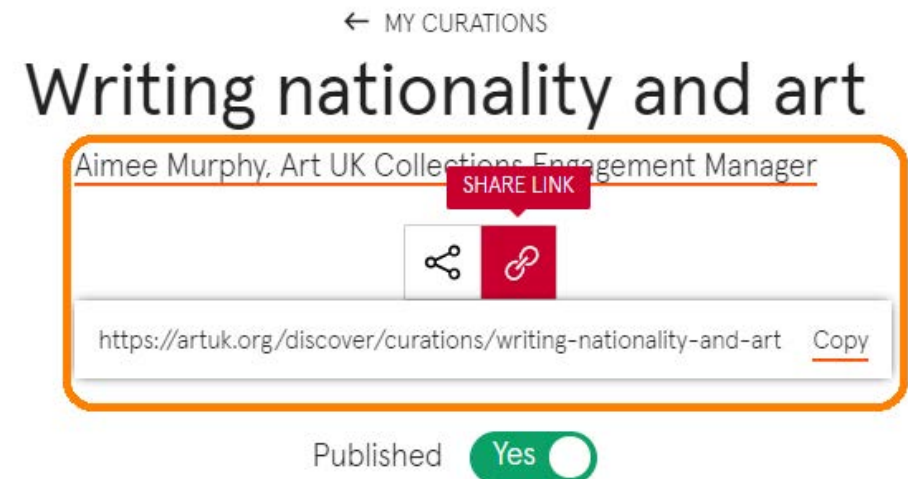 ← MY CURATIONS
Writing nationality and art
Aimee Murphy, Art UK Collections Engagement Manager
SHARE LINK
https://artuk.org/discover/curations/writing-nationality-and-art Copy
Published Yes